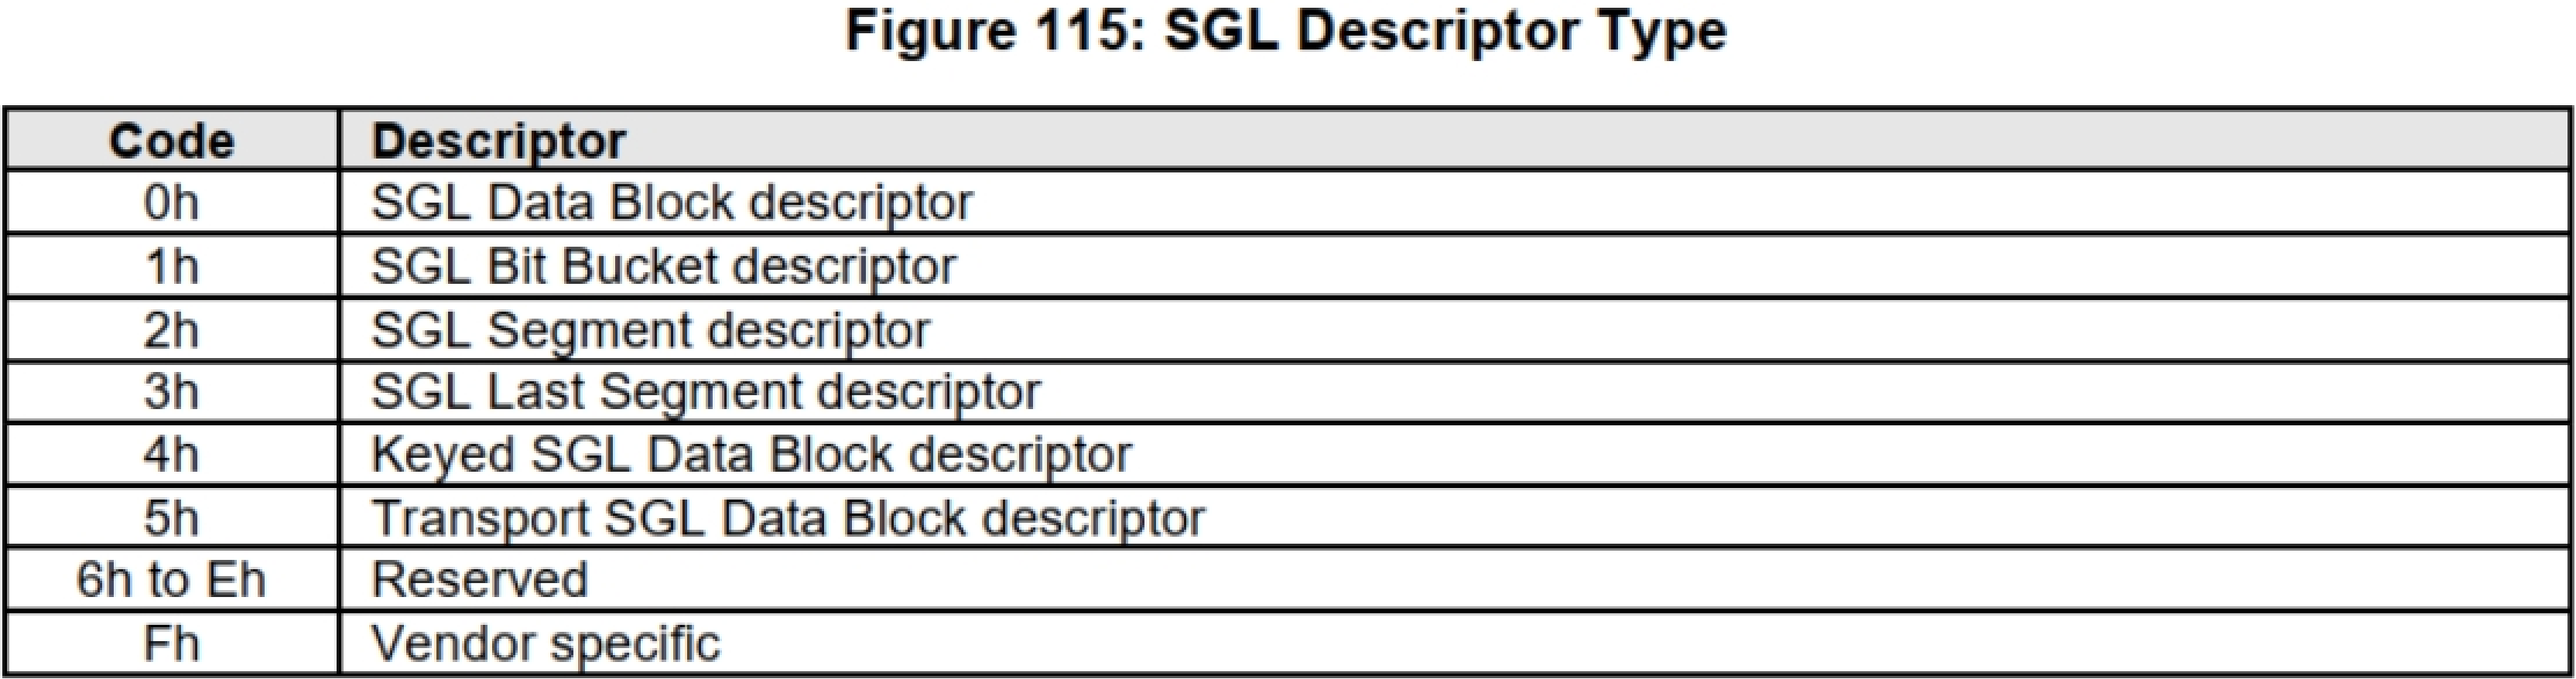 Figure 115: SGL Descriptor Type
Code Descriptor
0h SGL Data Block descriptor
1h SGL Bit Bucket descriptor
2h SGL Segment descriptor
3h SGL Last Segment descriptor
4h Keyed SGL Data Block descriptor
5h Transport SGL Data Block descriptor
6h to Eh Reserved
Fh Vendor specific